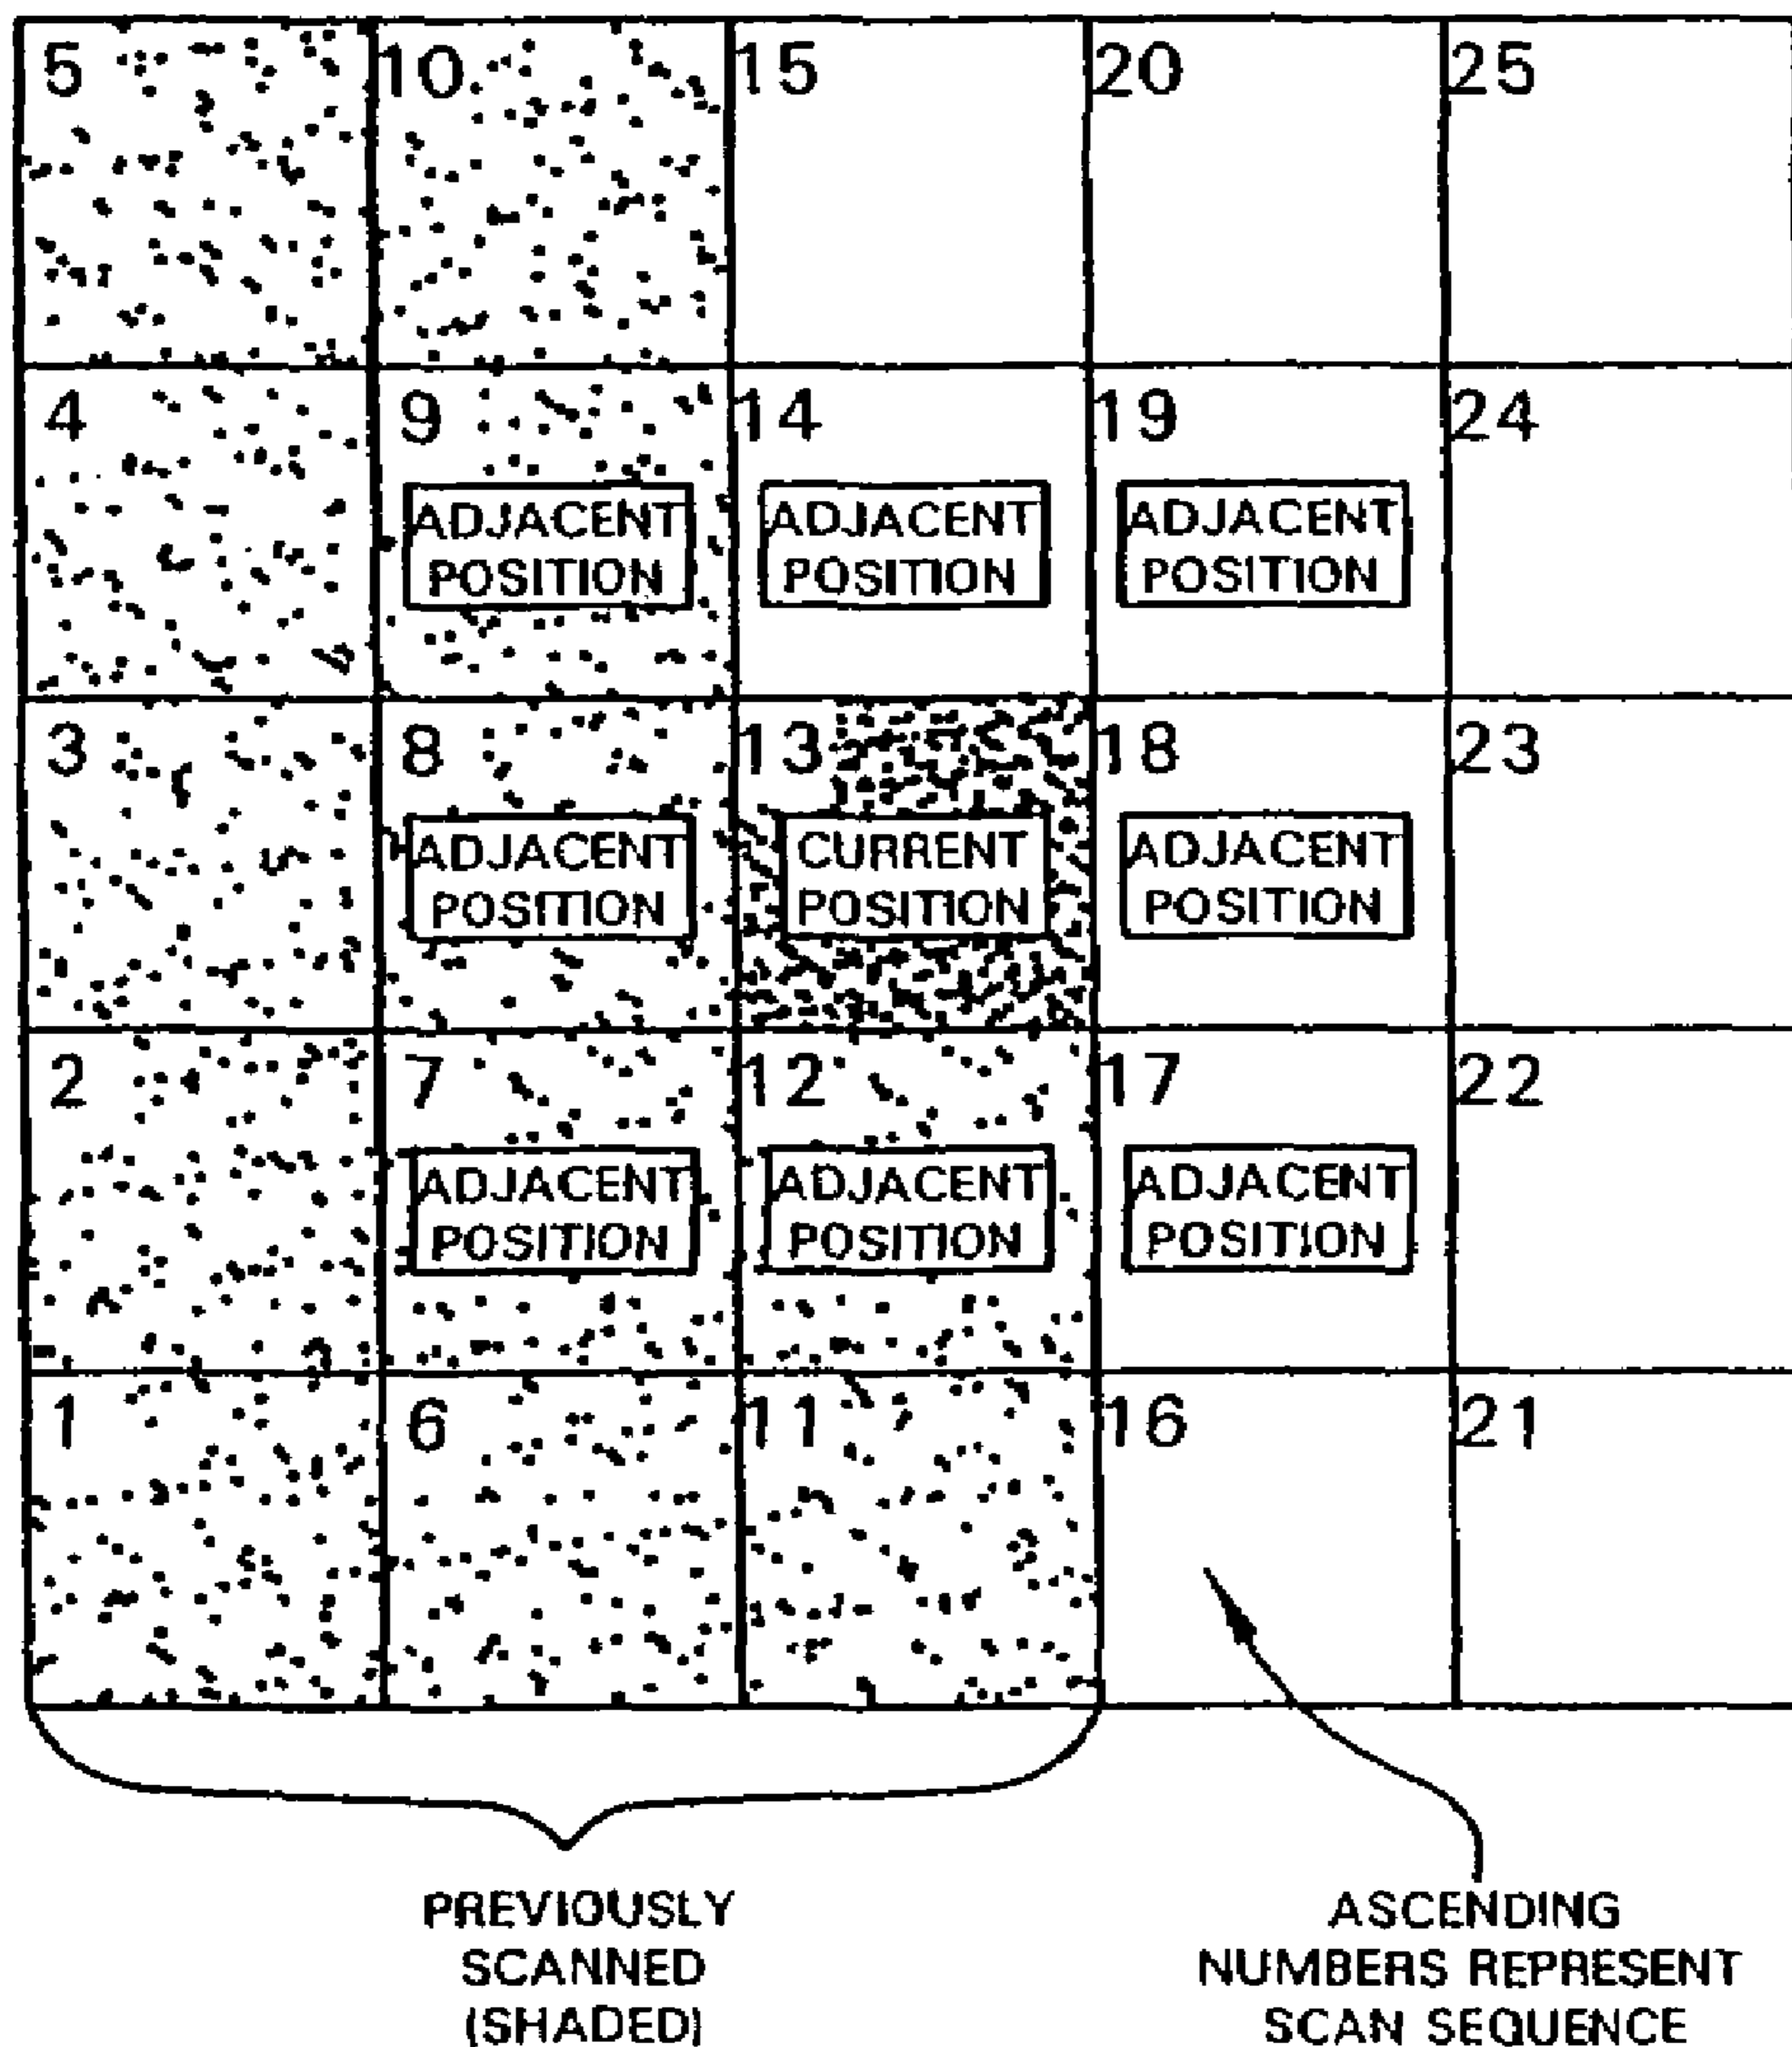 5 10 15 20 25
4 9 14 19 24
ADJACENT ADJACENT ADJACENT
POSITION POSITION POSITION
3 8 13 18 23
ADJACENT CURRENT ADJACENT
POSITION POSITION POSITION
2 7 12 17 22
ADJACENT ADJACENT ADJACENT
POSITION POSITION POSITION
1 6 11 16 21
PREVIOUSLY
SCANNED
(SHADED)
ASCENDING
NUMBERS REPRESENT
SCAN SEQUENCE